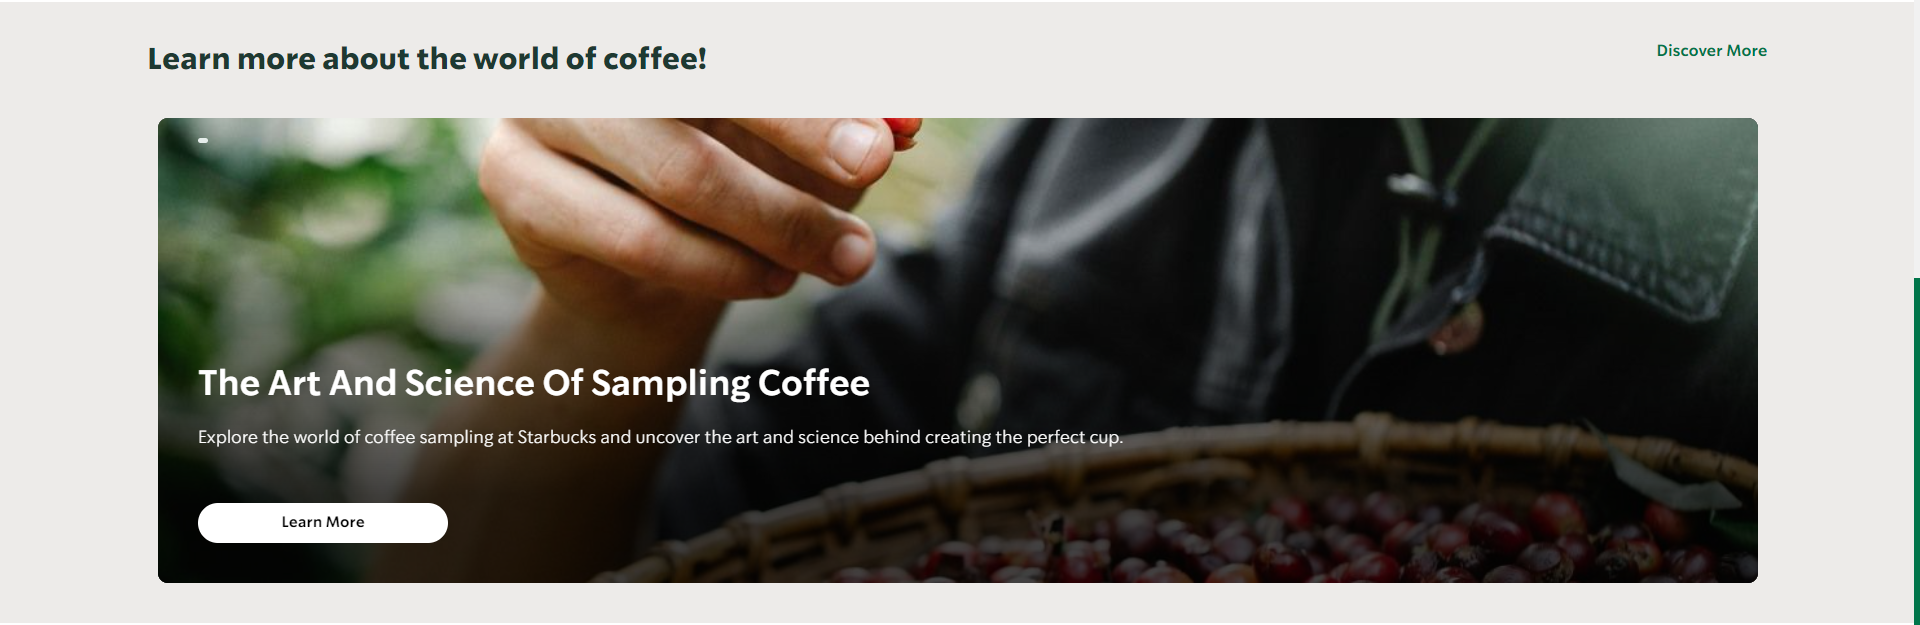 Learn more about the world of coffee!
Discover More
The Art And Science Of Sampling Coffee
Explore the world of coffee sampling at Starbucks and uncover the art and science behind creating the perfect cup.
Learn More